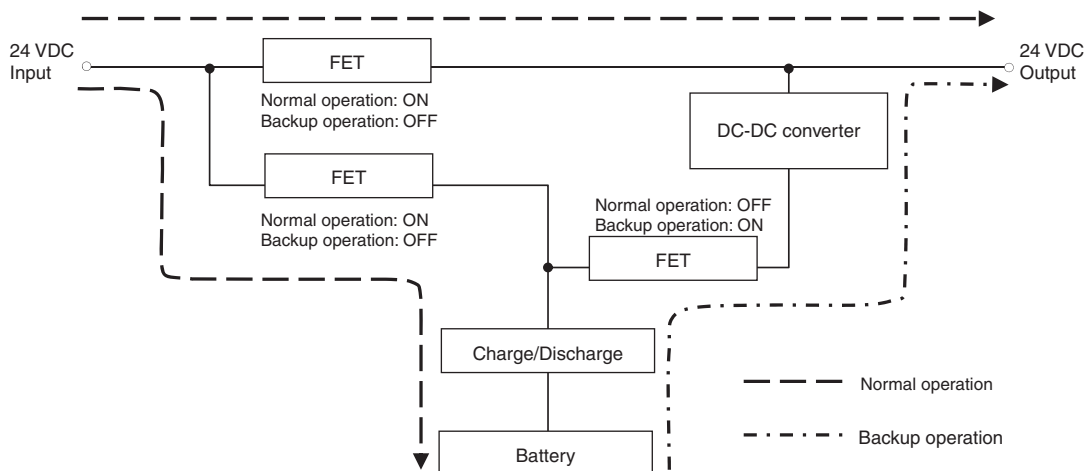 24 VDC
Input
FET
Normal operation: ON
Backup operation: OFF
24 VDC
Output
DC-DC converter
FET
Normal operation: ON
Backup operation: OFF
Normal operation: OFF
Backup operation: ON
FET
Charge/Discharge
Battery
Normal operation
Backup operation